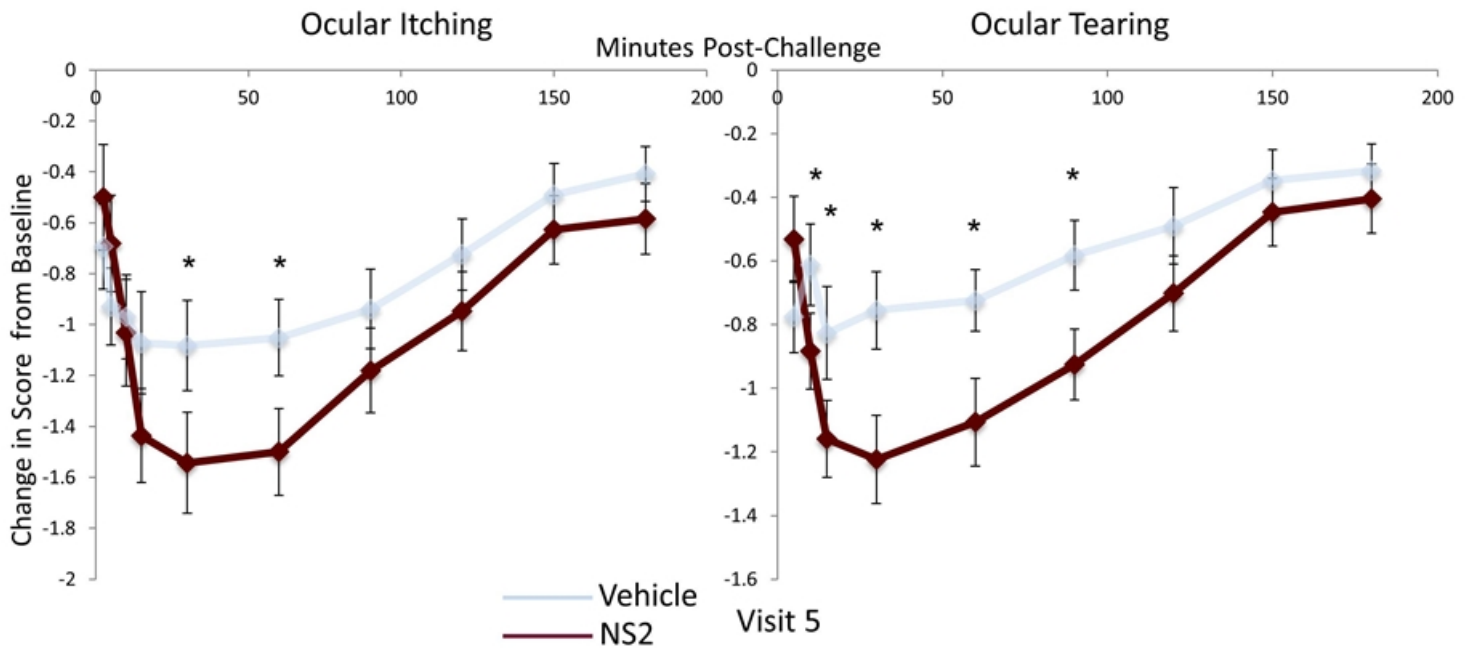 Ocular Itching
Ocular Tearing
Minutes Post-Challenge
Change in Score from Baseline
0
-0.2
-0.4
-0.6
-0.8
-1
-1.2
-1.4
-1.6
-1.8
-2
0 50 100 150 200
* *
0
-0.2
-0.4
-0.6
-0.8
-1
-1.2
-1.4
-1.6
0 50 100 150 200
* * * * *
Vehicle
NS2
Visit 5